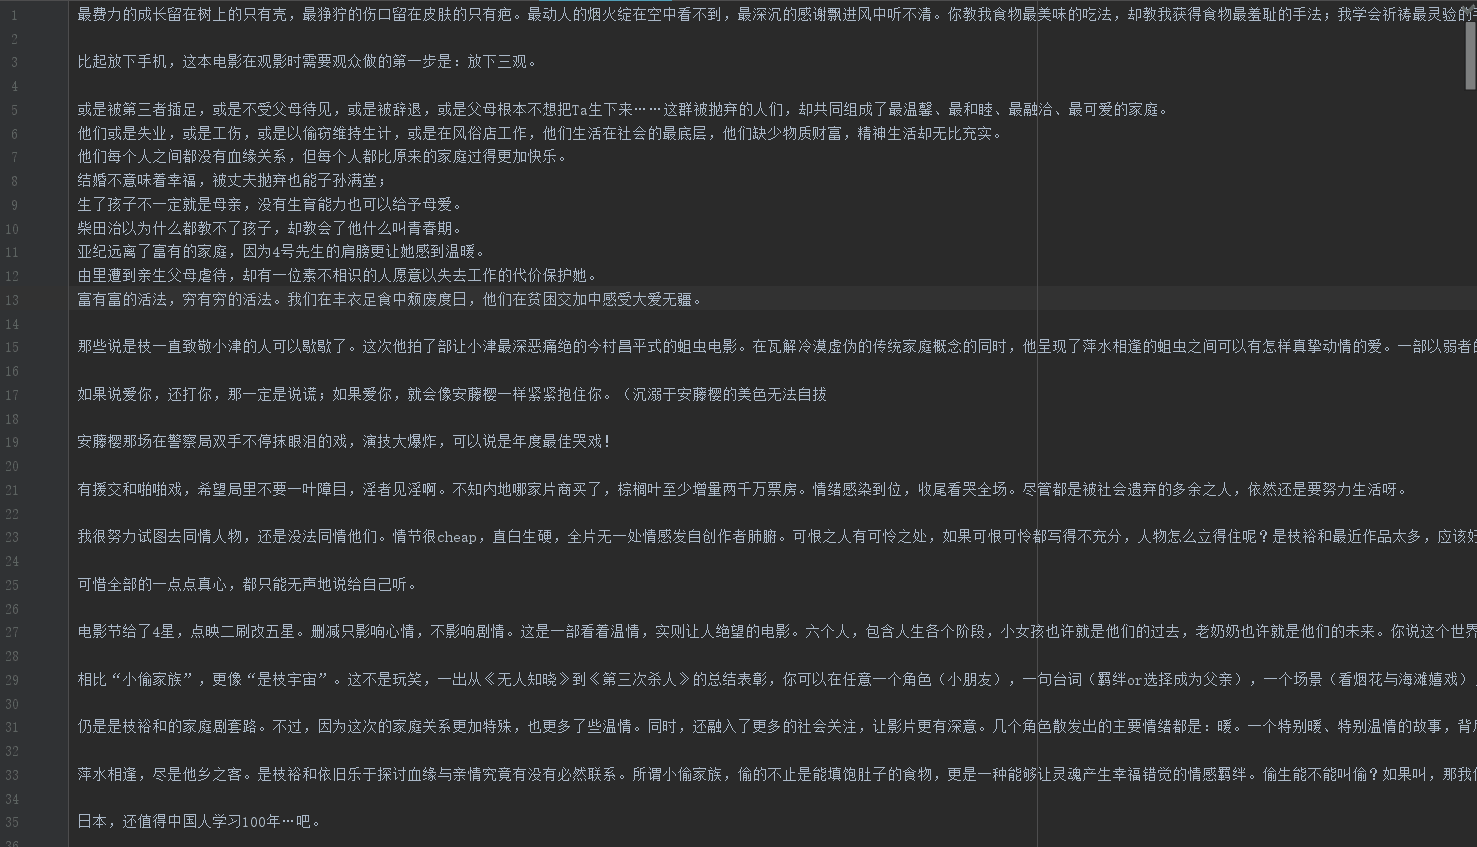 1 最费力的成长留在树上的只有壳，最狰狞的伤口留在皮肤的只有疤。最动人的烟火绽在空中看不到，最深沉的感谢飘进风中听不清。你教我食物最美味的吃法，却教我获得食物最羞耻的手法；我学会祈祷最灵验的
2
3 比起放下手机，这本电影在观影时需要观众做的第一步是：放下三观。
4
5 或是被第三者插足，或是不受父母待见，或是被辞退，或是父母根本不想把Ta生下来……这群被抛弃的人们，却共同组成了最温馨、最和睦、最融洽、最可爱的家庭。
6 他们或是失业，或是工伤，或是以偷窃维持生计，或是在风俗店工作，他们生活在社会的最底层，他们缺少物质财富，精神生活却无比充实。
7 他们每个人之间都没有血缘关系，但每个人都比原来的家庭过得更加快乐。
8 结婚不意味着幸福，被丈夫抛弃也能子孙满堂；
9 生了孩子不一定就是母亲，没有生育能力也可以给予母爱。
10 柴田治以为什么都教不了孩子，却教会了他什么叫青春期。
11 亚纪远离了富有的家庭，因为4号先生的肩膀更让她感到温暖。
12 由里遭到亲生父母虐待，却有一位素不相识的人愿意以失去工作的代价保护她。
13 富有富的活法，穷有穷的活法。我们在丰衣足食中颓废度日，他们在贫困交加中感受大爱无疆。
14
15 那些说是枝一直致敬小津的人可以歇歇了。这次他拍了部让小津最深恶痛绝的今村昌平式的蛆虫电影。在瓦解冷漠虚伪的传统家庭概念的同时，他呈现了萍水相逢的蛆虫之间可以有怎样真挚动情的爱。一部以弱者的
16
17 如果说爱你，还打你，那一定是说谎；如果爱你，就会像安藤樱一样紧紧抱住你。（沉溺于安藤樱的美色无法自拔
18
19 安藤樱那场在警察局双手不停抹眼泪的戏，演技大爆炸，可以说是年度最佳哭戏！
20
21 有援交和啪啪戏，希望局里不要一叶障目，淫者见淫啊。不知内地哪家片商买了，棕榈叶至少增量两千万票房。情绪感染到位，收尾看哭全场。尽管都是被社会遗弃的多余之人，依然还是要努力生活呀。
22
23 我很努力试图去同情人物，还是没法同情他们。情节很cheap，直白生硬，全片无一处情感发自创作者肺腑。可恨之人有可怜之处，如果可恨可怜都写得不充分，人物怎么立得住呢？是枝裕和最近作品太多，应该好
24
25 可惜全部的一点点真心，都只能无声地说给自己听。
26
27 电影节给了4星，点映二刷改五星。删减只影响心情，不影响剧情。这是一部看着温情，实则让人绝望的电影。六个人，包含人生各个阶段，小女孩也许就是他们的过去，老奶奶也许就是他们的未来。你说这个世界
28
29 相比“小偷家族”，更像“是枝宇宙”。这不是玩笑，一出从《无人知晓》到《第三次杀人》的总结表彰，你可以在任意一个角色（小朋友），一句台词（羁绊or选择成为父亲），一个场景（看烟花与海滩嬉戏）
30
31 仍是是枝裕和的家庭剧套路。不过，因为这次的家庭关系更加特殊，也更多了些温情。同时，还融入了更多的社会关注，让影片更有深意。几个角色散发出的主要情绪都是：暖。一个特别暖、特别温情的故事，背后
32
33 萍水相逢，尽是他乡之客。是枝裕和依旧乐于探讨血缘与亲情究竟有没有必然联系。所谓小偷家族，偷的不止是能填饱肚子的食物，更是一种能够让灵魂产生幸福错觉的情感羁绊。偷生能不能叫偷？如果叫，那我们
34
35 日本，还值得中国人学习100年…吧。
36